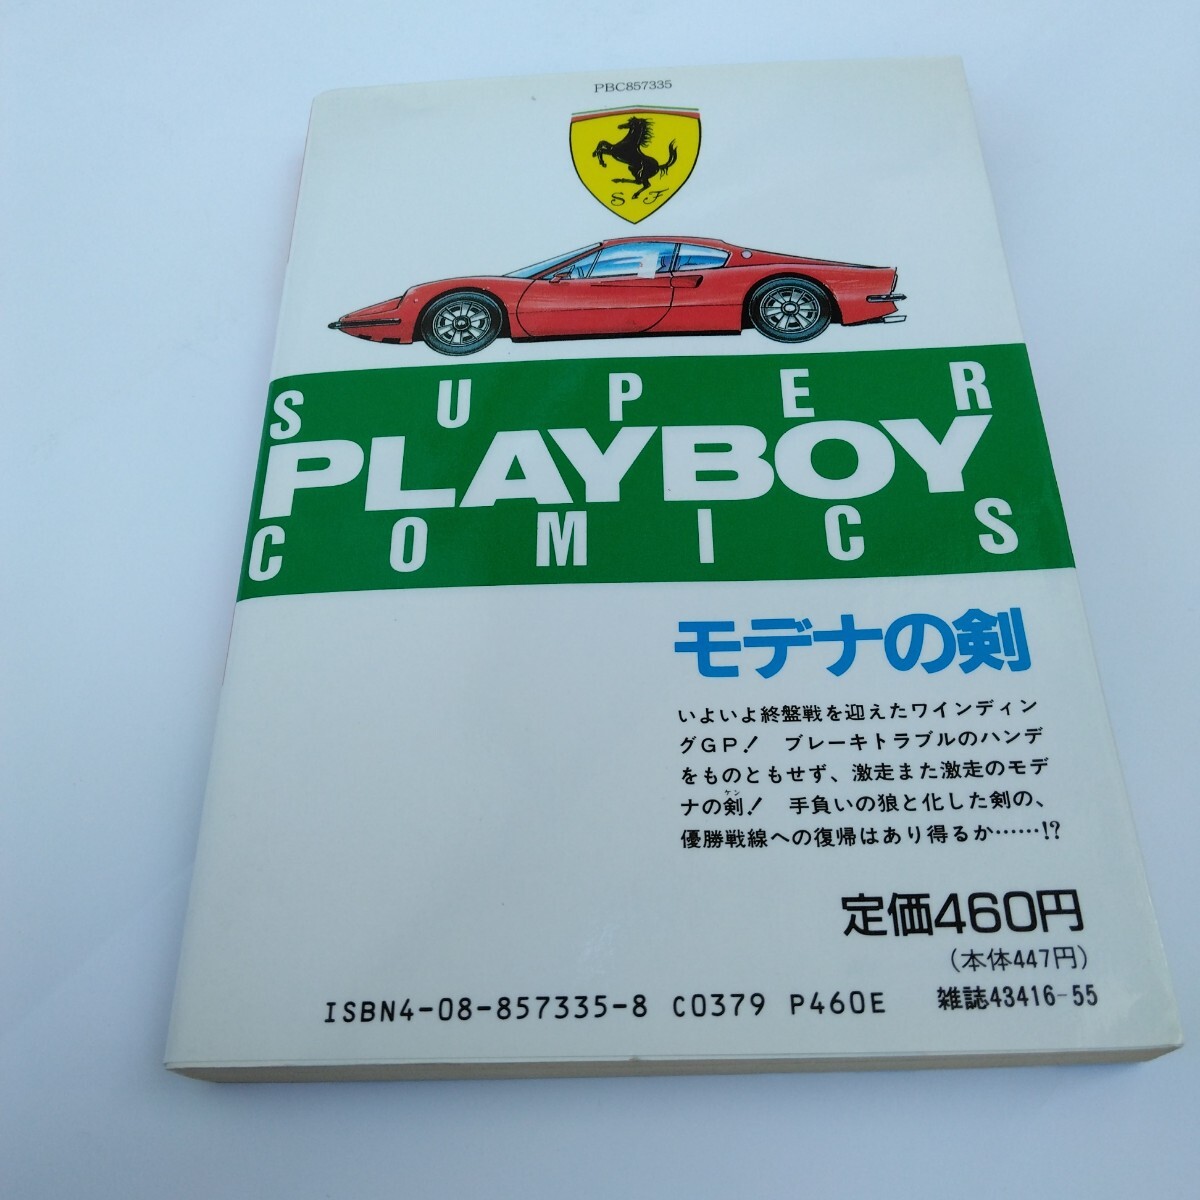 PBC857335
S F
SUPER
PLAYBOY
COMICS
モデナの剣
いよいよ終盤戦を迎えたワインディン
グGP! ブレーキトラブルのハンデ
をものともせず、激走また激走のモデ
ケン
ナの剣! 手負いの狼と化した剣の、
優勝戦線への復帰はあり得るか……!?
定価460円
(本体447円)
ISBN4-08-857335-8 C0379 P460E 雑誌43416-55